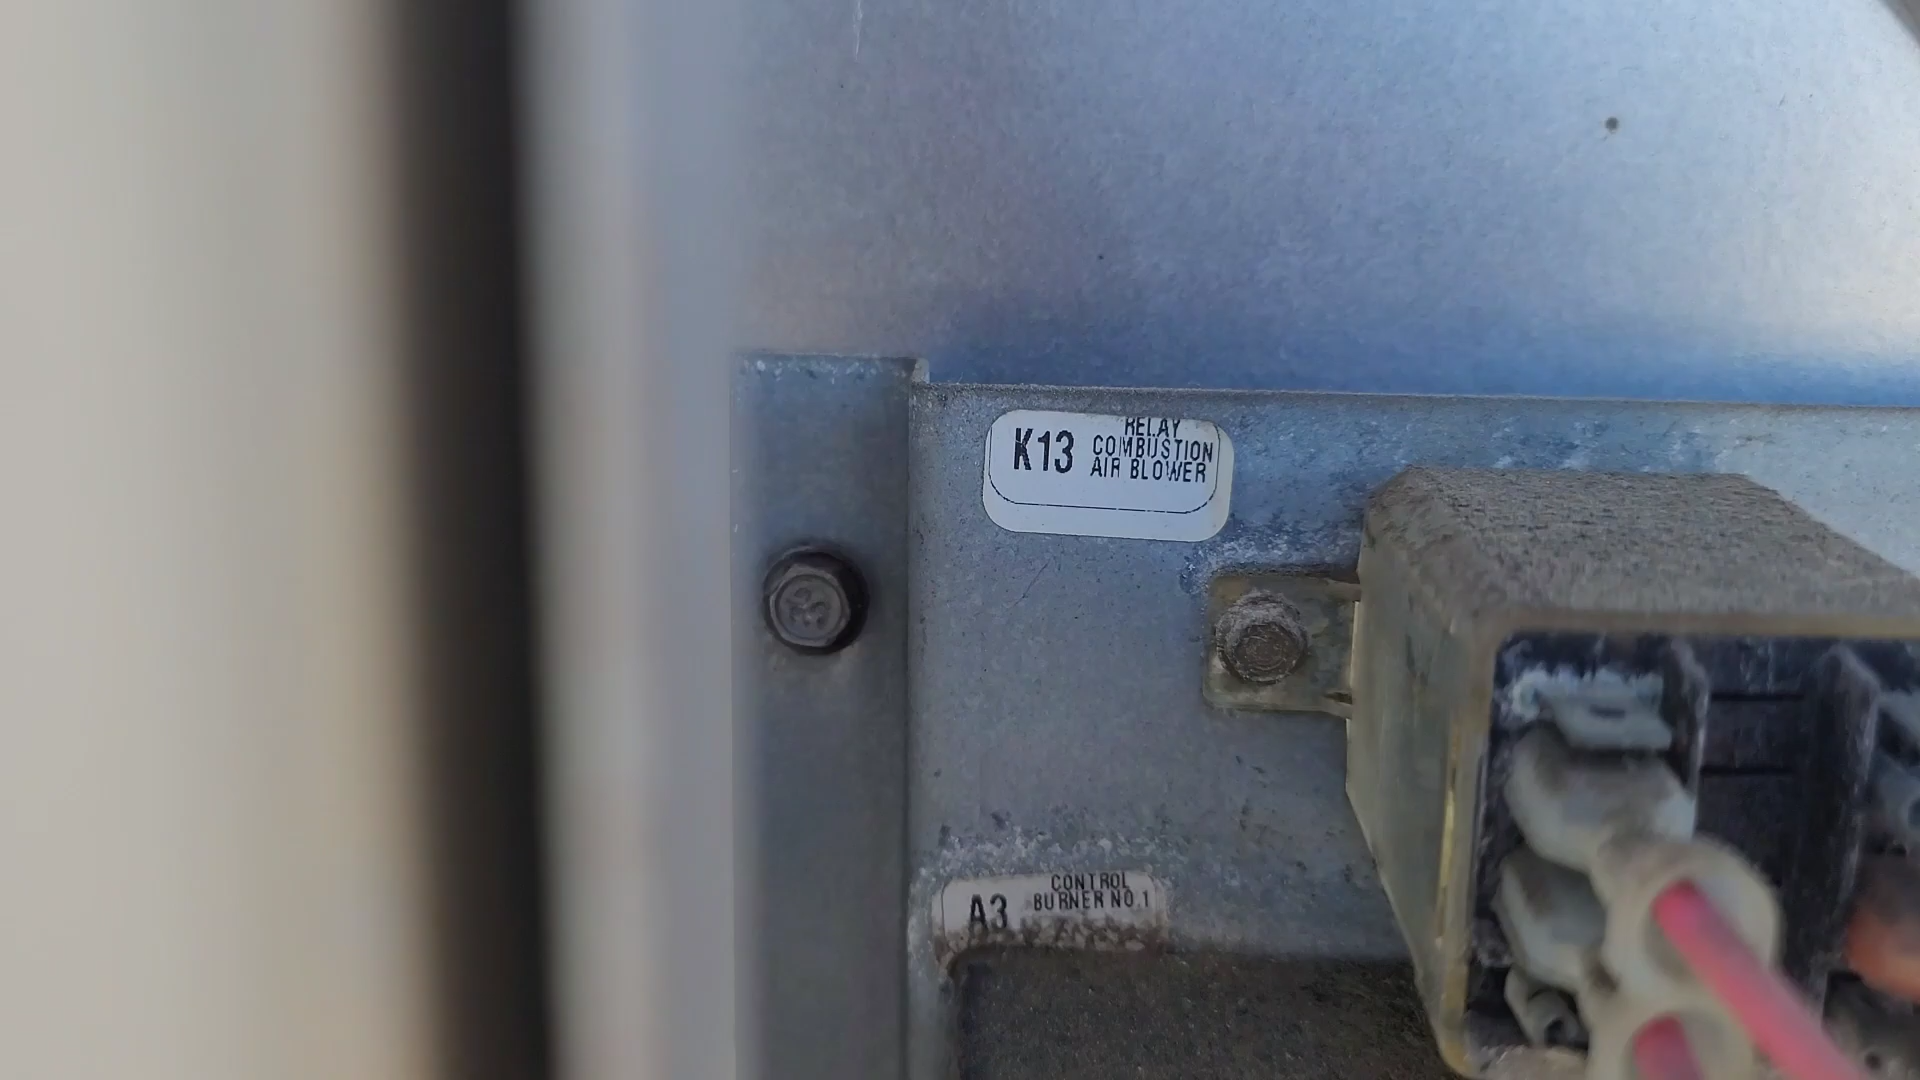 K13
RELAY
COMBUSTION
AIR BLOWER
A3
CONTROL
BURNER NO.1